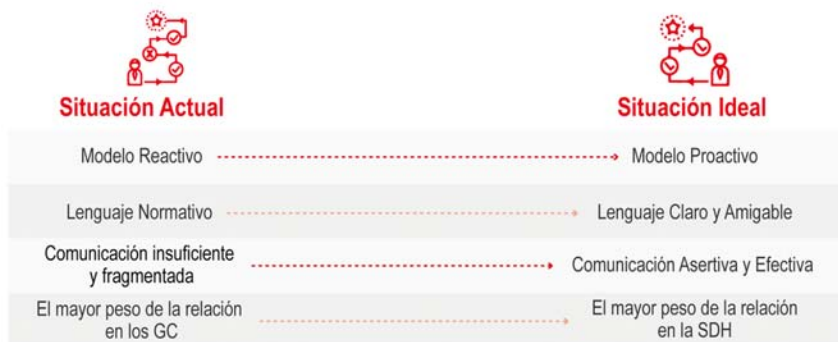 Situación Actual
Situación Ideal
Modelo Reactivo
Modelo Proactivo
Lenguaje Normativo
Lenguaje Claro y Amigable
Comunicación insuficiente
y fragmentada
Comunicación Asertiva y Efectiva
El mayor peso de la relación
en los GC
El mayor peso de la relación
en la SDH